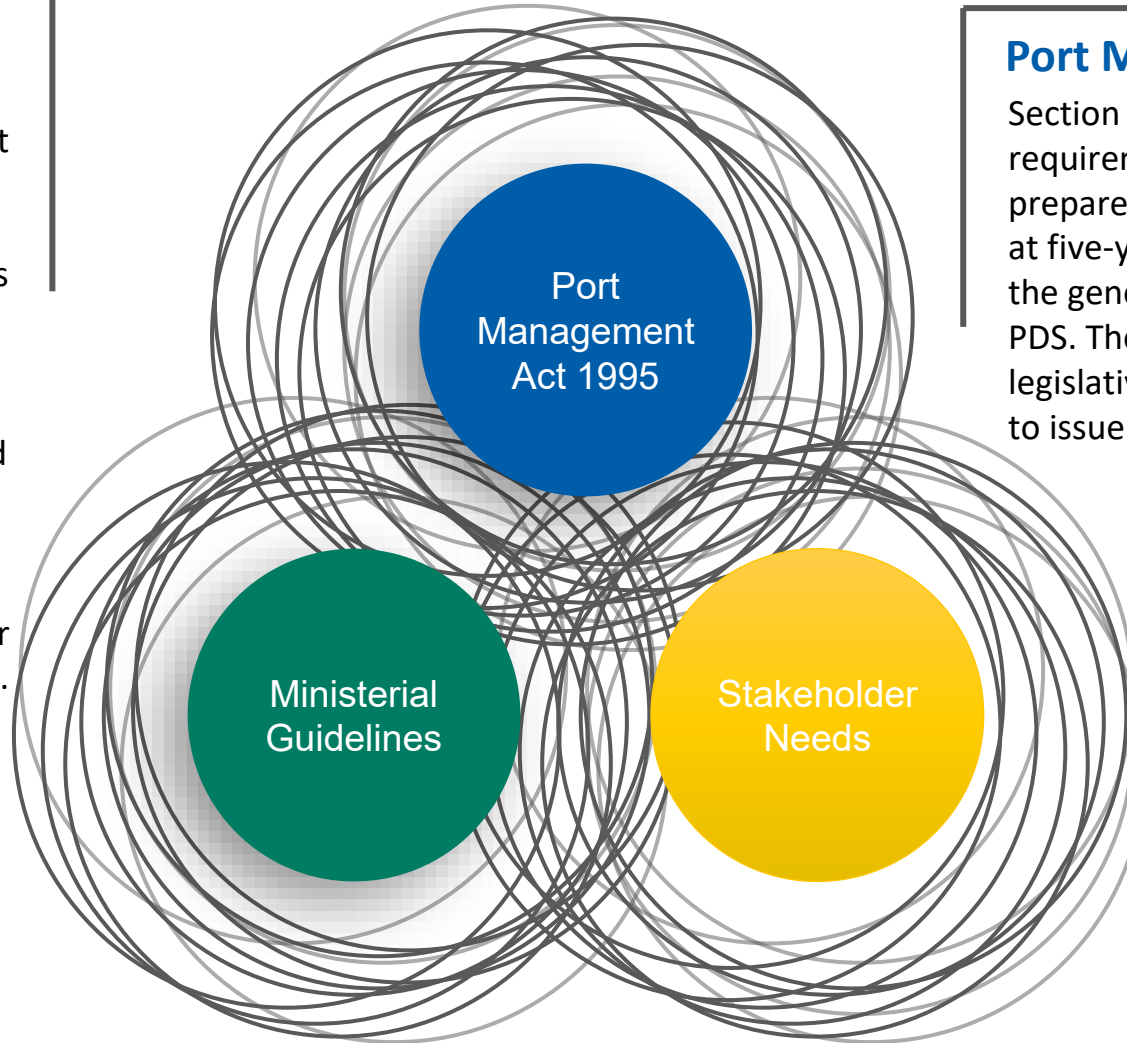 t
s
d
r
.
Port
Management
Act 1995
Ministerial
Guidelines
Stakeholder
Needs
Port M
Section
requirem
prepare
at five-y
the gene
PDS. The
legislativ
to issue